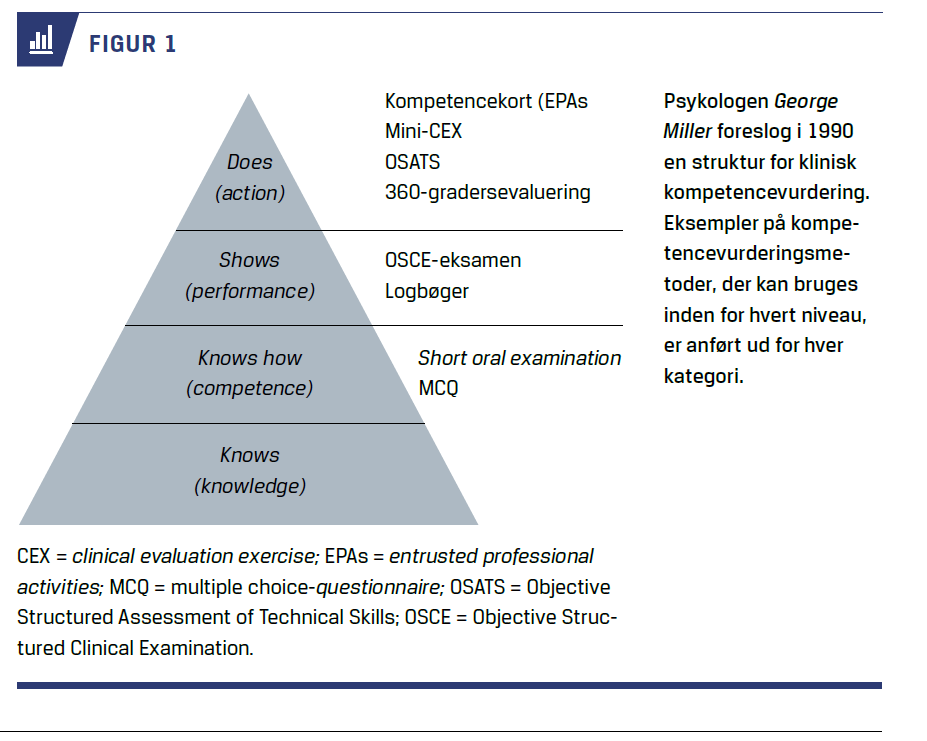 FIGUR 1
Does
(action)
Kompetencekort (EPAs
Mini-CEX
OSATS
360-gradersevaluering
Shows
(performance)
OSCE-eksamen
Logbøger
Knows how
(competence)
Short oral examination
MCQ
Knows
(knowledge)
Psykologen George
Miller foreslog i 1990
en struktur for klinisk
kompetencevurdering.
Eksempler på kompe-
tencevurderingsme-
toder, der kan bruges
inden for hvert niveau,
er anført ud for hver
kategori.
CEX = clinical evaluation exercise; EPAs = entrusted professional
activities; MCQ = multiple choice-questionnaire; OSATS = Objective
Structured Assessment of Technical Skills; OSCE = Objective Struc-
tured Clinical Examination.